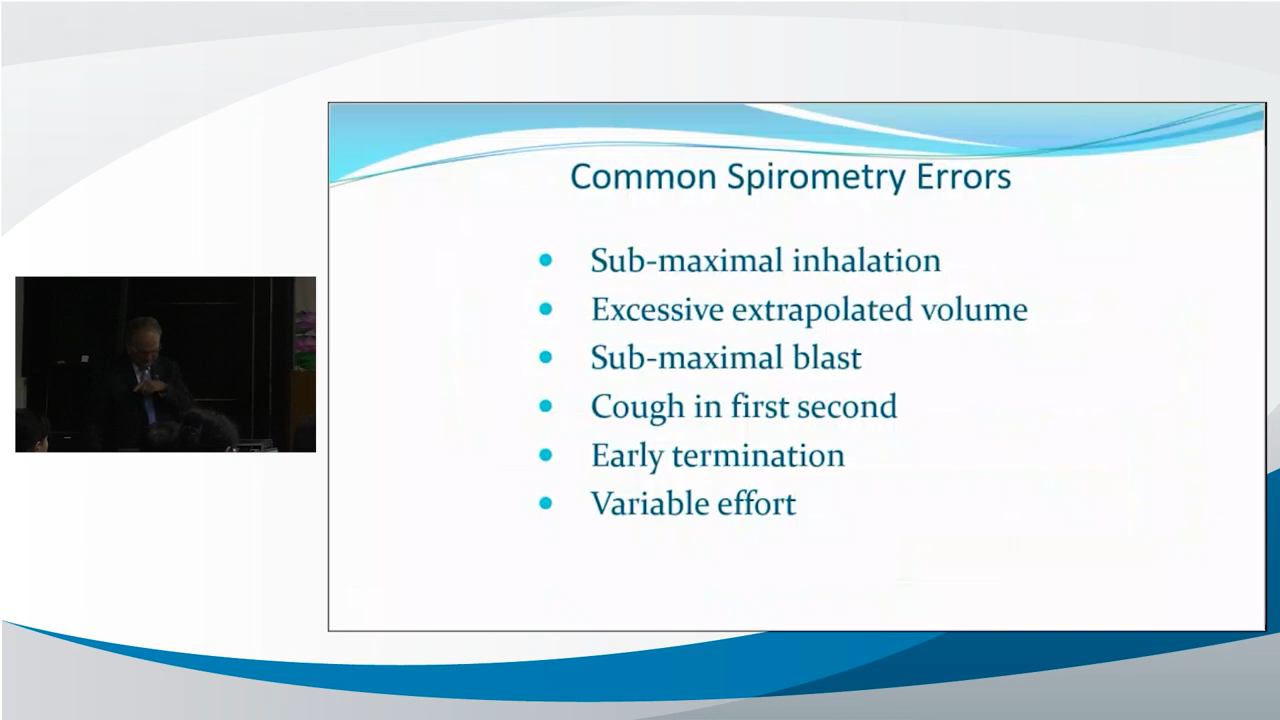 Common Spirometry Errors
Sub-maximal inhalation
Excessive extrapolated volume
Sub-maximal blast
Cough in first second
Early termination
Variable effort